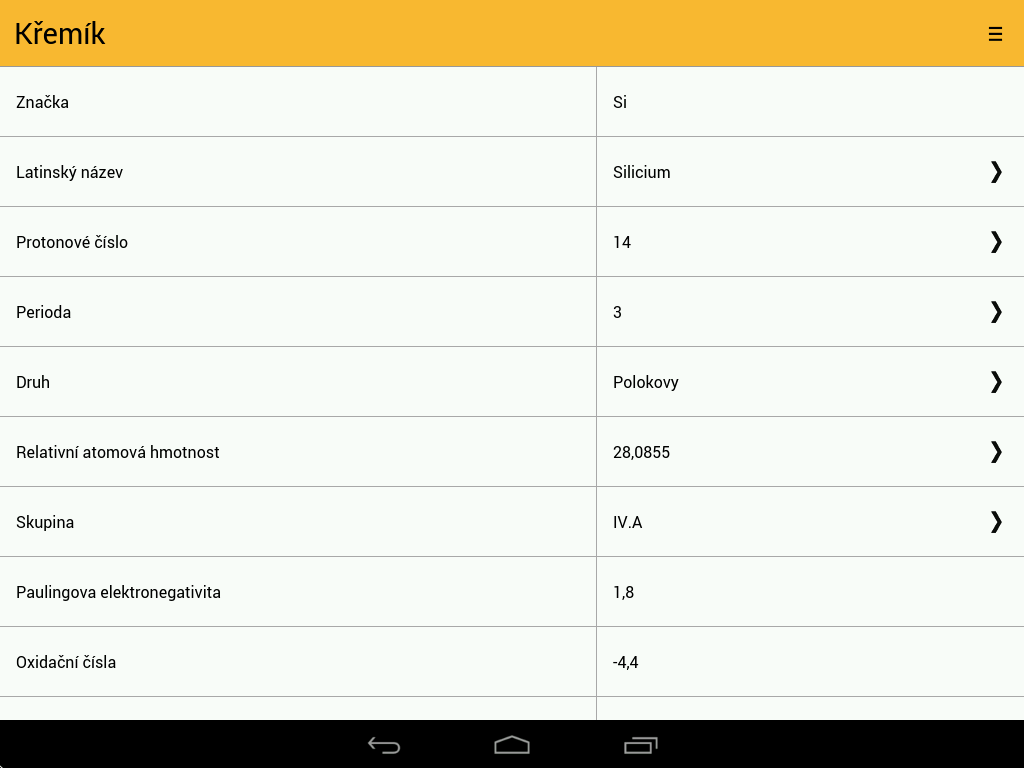 Křemík
Značka Si
Latinský název Silicium
Protonové číslo 14
Perioda 3
Druh Polokovy
Relativní atomová hmotnost 28,0855
Skupina IV.A
Paulingova elektronegativita 1,8
Oxidační čísla -4,4